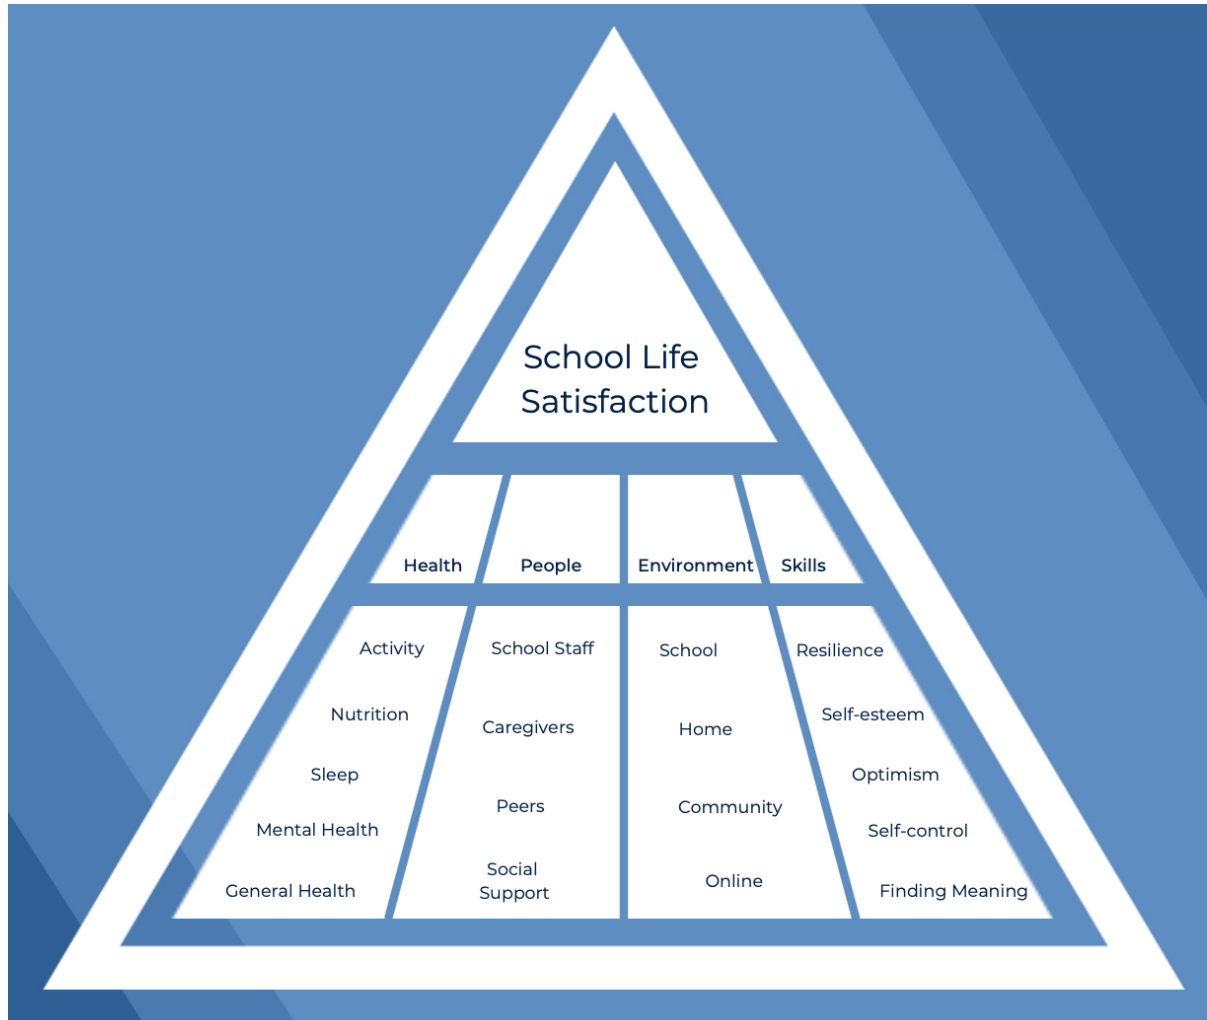 School Life
Satisfaction
Health
People
Environment
Skills
Activity
Nutrition
Sleep
Mental Health
General Health
School Staff
Caregivers
Peers
Social
Support
School
Home
Community
Online
Resilience
Self-esteem
Optimism
Self-control
Finding Meaning